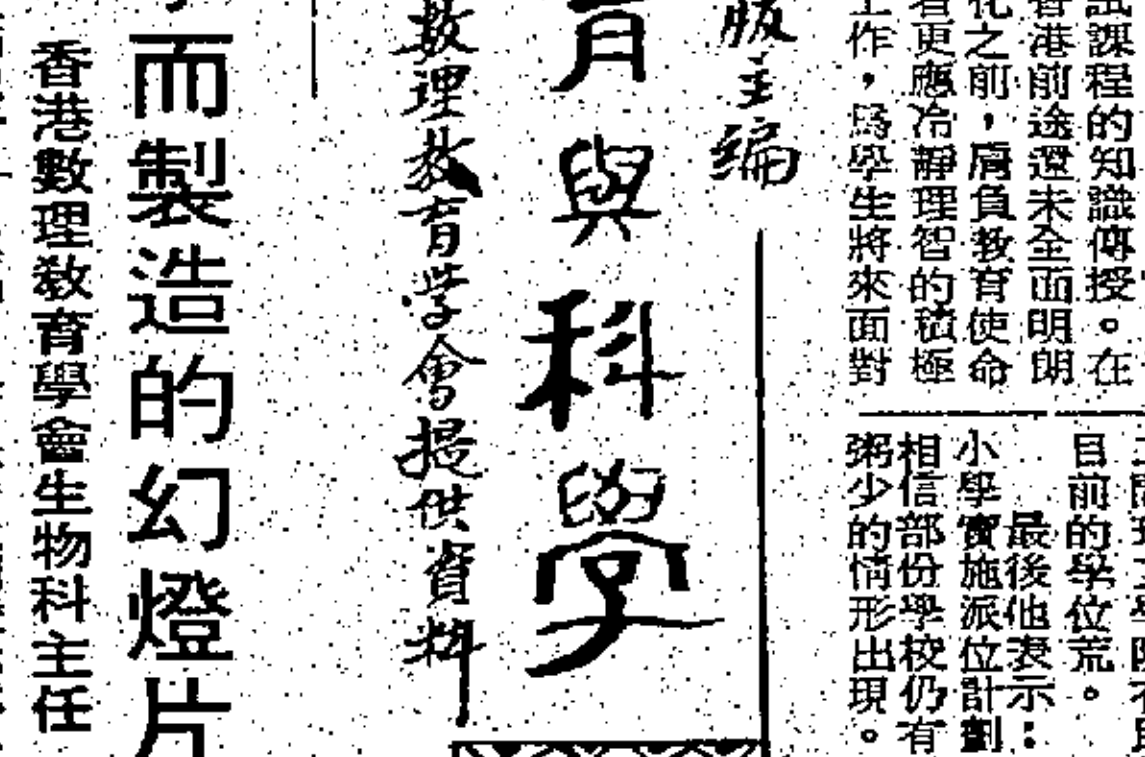 試課程的知識傳授。在
香港前途還未全面明朗
化之前，肩負教育使命
者更應冷靜理智的積極
工作，爲學生將來面對
目前的學位荒。
最後他表示：
小學實施派位計劃
相信部份學校仍有
粥少的情形出現。
版主編
育與科學
數理教育学會提供資料
而製造的幻燈片
香港數理敎育學會生物科主任